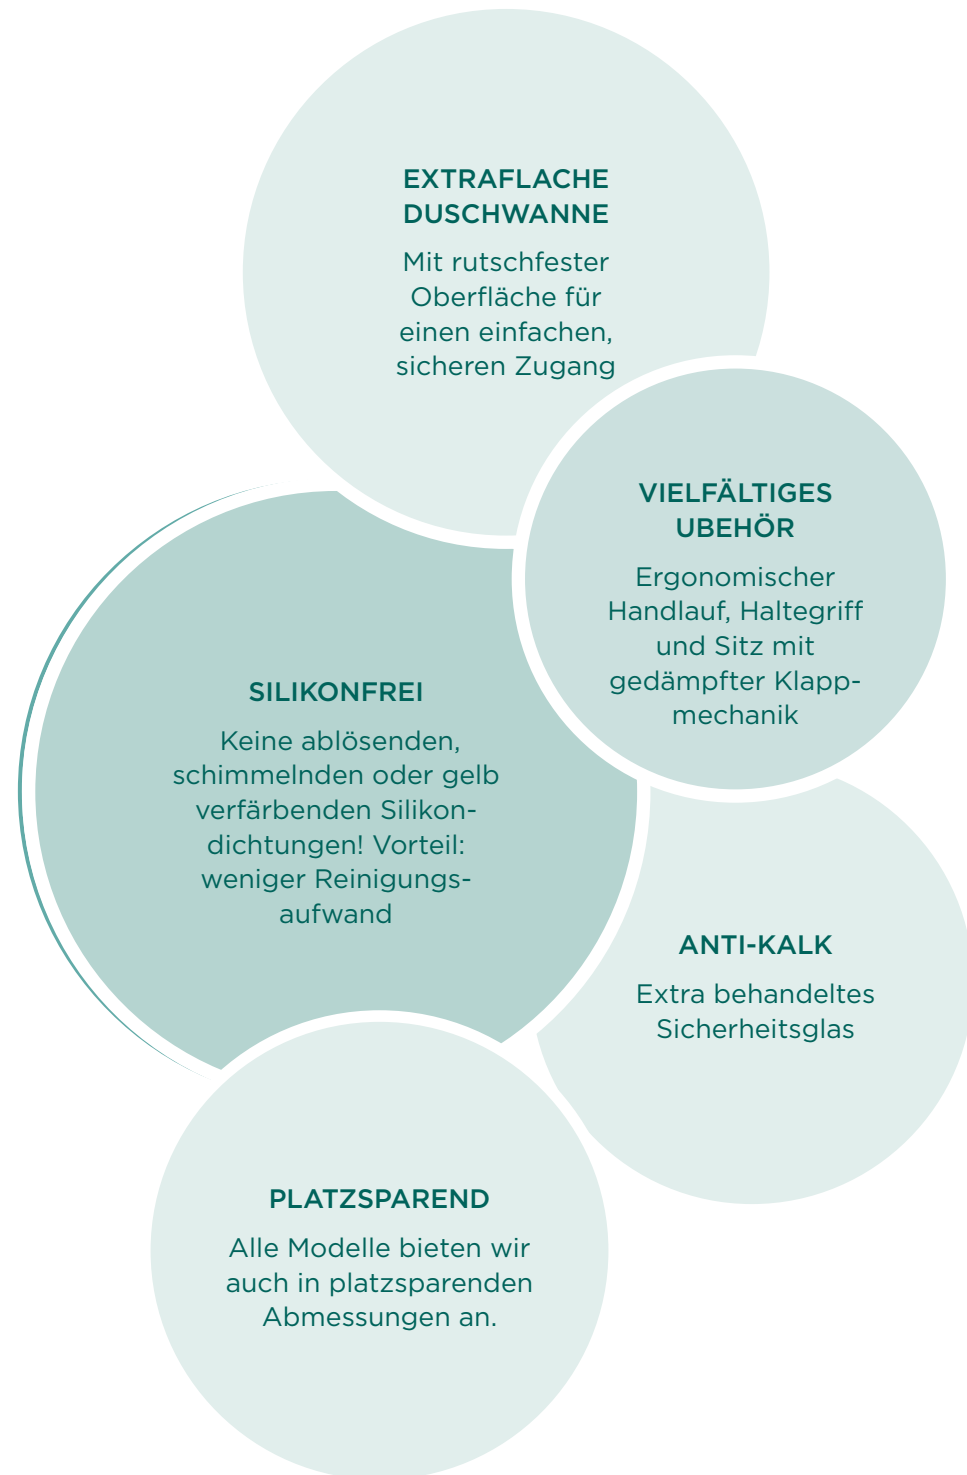 EXTRAFLACHE
DUSCHWANNE
Mit rutschfester
Oberfläche für
einen einfachen,
sicheren Zugang
VIELFÄLTIGES
UBEHÖR
Ergonomischer
Handlauf, Haltegriff
und Sitz mit
gedämpfter Klapp-
mechanik
SILIKONFREI
Keine ablösenden,
schimmelnden oder gelb
verfärbenden Silikon-
dichtungen! Vorteil:
weniger Reinigungs-
aufwand
ANTI-KALK
Extra behandeltes
Sicherheitsglas
PLATZSPAREND
Alle Modelle bieten wir
auch in platzsparenden
Abmessungen an.